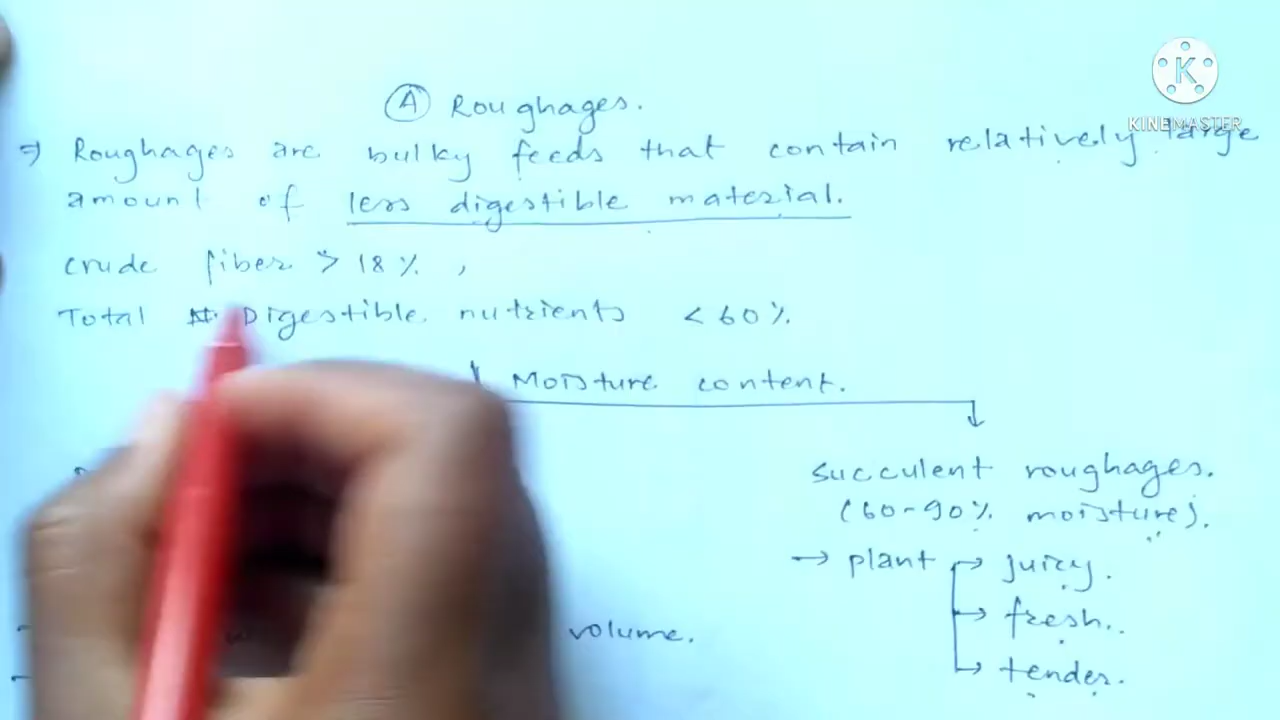 Ⓐ Roughages.
⇒ Roughages are bulky feeds that contain relatively large
amount of less digestible material.
crude fiber > 18%,
Total Digestible nutrients < 60%
Moisture content.
succulent roughages.
(60-90% moisture).
→ plant → juicy.
→ fresh.
→ tender.
volume.
K
KINEMASTER